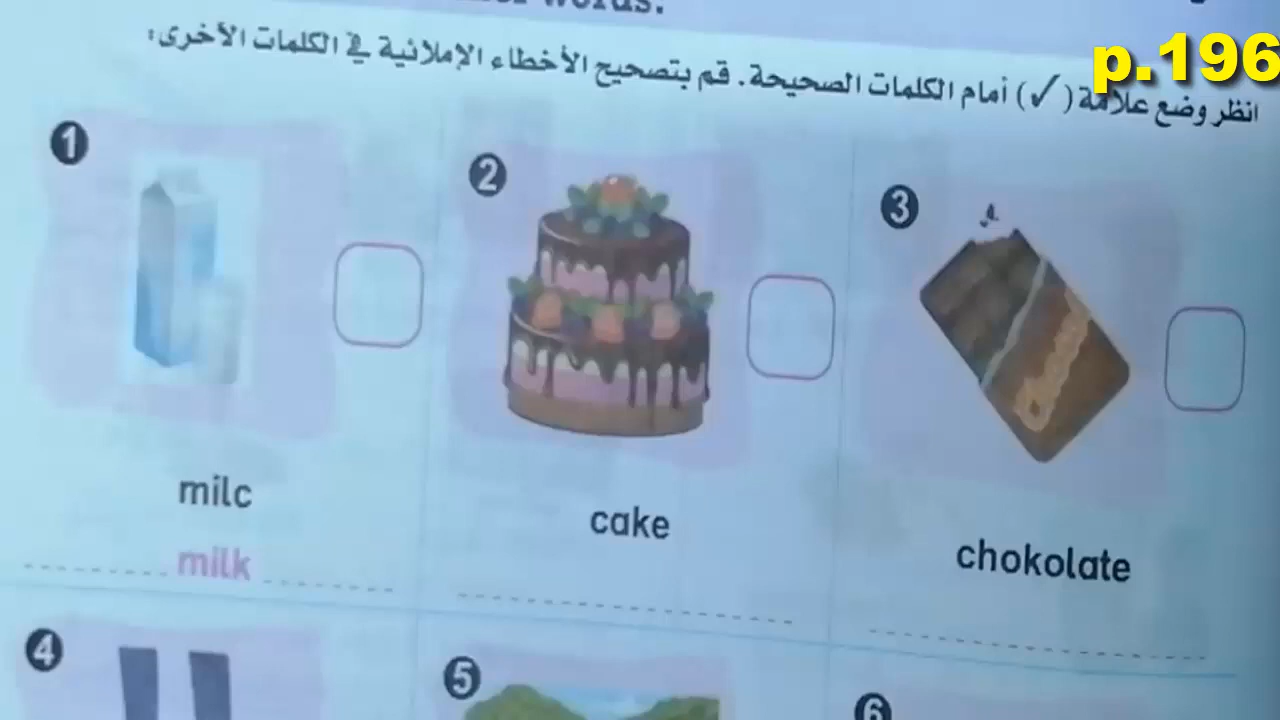 words.
p.196
انظر وضع علامة (✓) أمام الكلمات الصحيحة. قم بتصحيح الأخطاء الإملائية في الكلمات الأخرى:
1
2
3
milc
cake
chokolate
milk
4
5
6